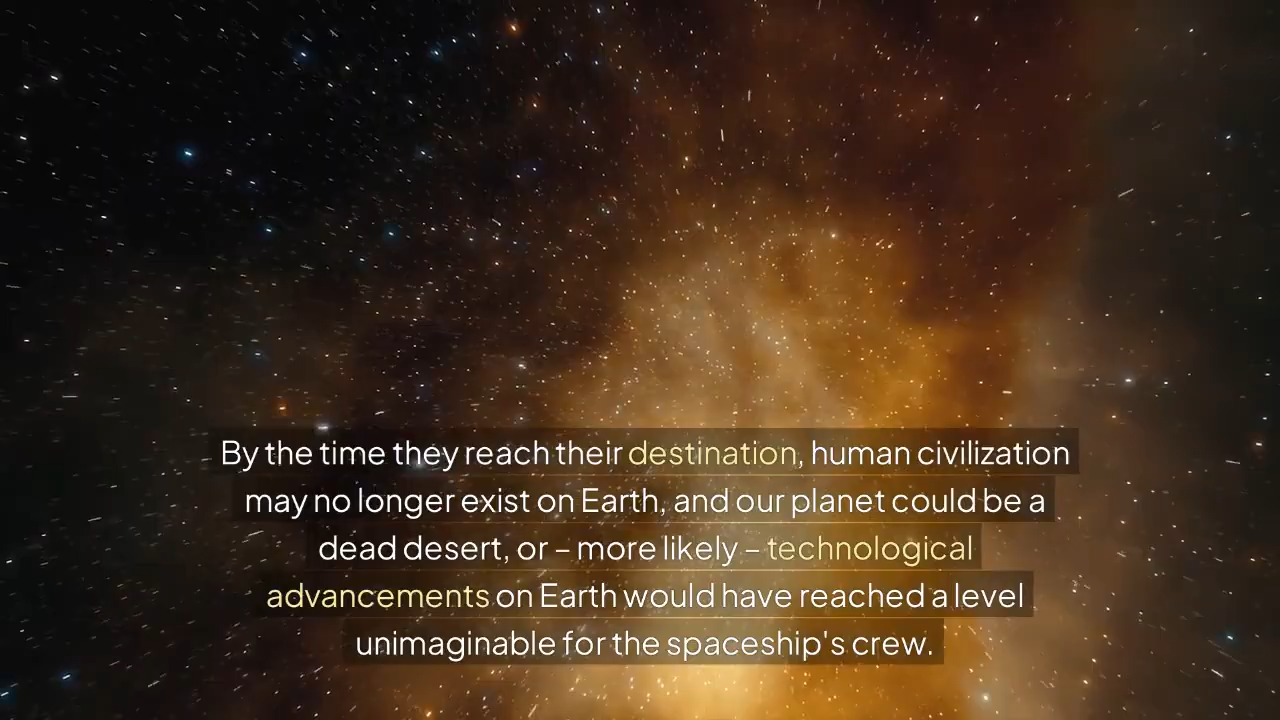 By the time they reach their destination, human civilization
may no longer exist on Earth, and our planet could be a
dead desert, or – more likely – technological
advancements on Earth would have reached a level
unimaginable for the spaceship's crew.